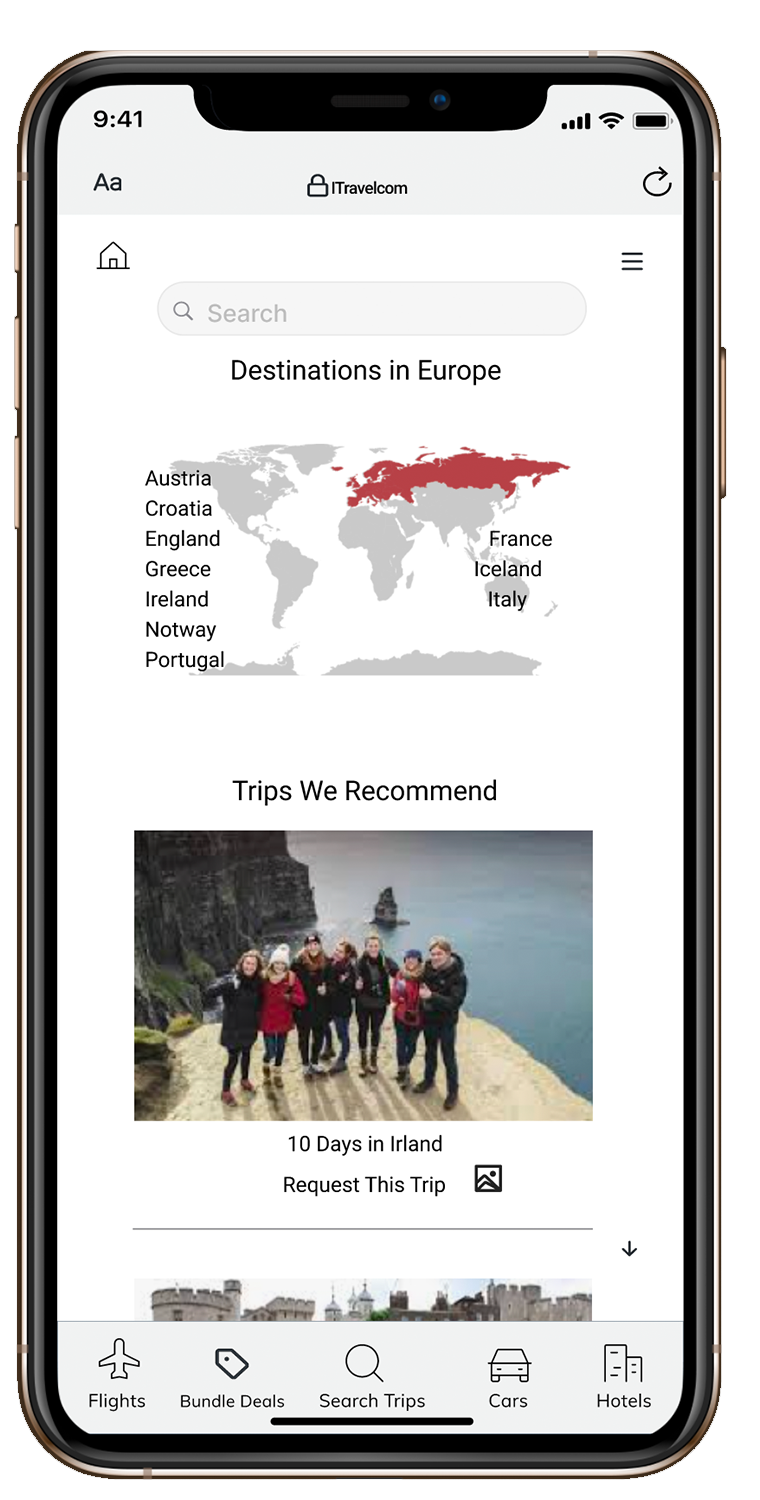 9:41
Aa
ITravelcom
Search
Destinations in Europe
Austria
Croatia
England
Greece
Ireland
Notway
Portugal
France
Iceland
Italy
Trips We Recommend
10 Days in Irland
Request This Trip
Flights
Bundle Deals
Search Trips
Cars
Hotels